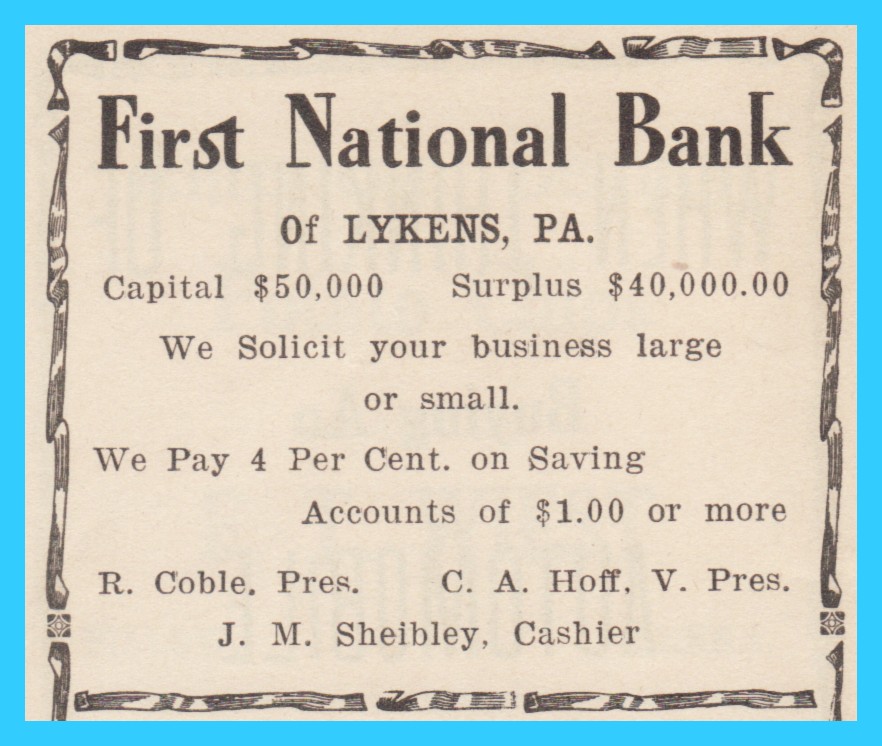 First National Bank
Of LYKENS, PA.
Capital $50,000 Surplus $40,000.00
We Solicit your business large
or small.
We Pay 4 Per Cent. on Saving
Accounts of $1.00 or more
R. Coble. Pres. C. A. Hoff, V. Pres.
J. M. Sheibley, Cashier